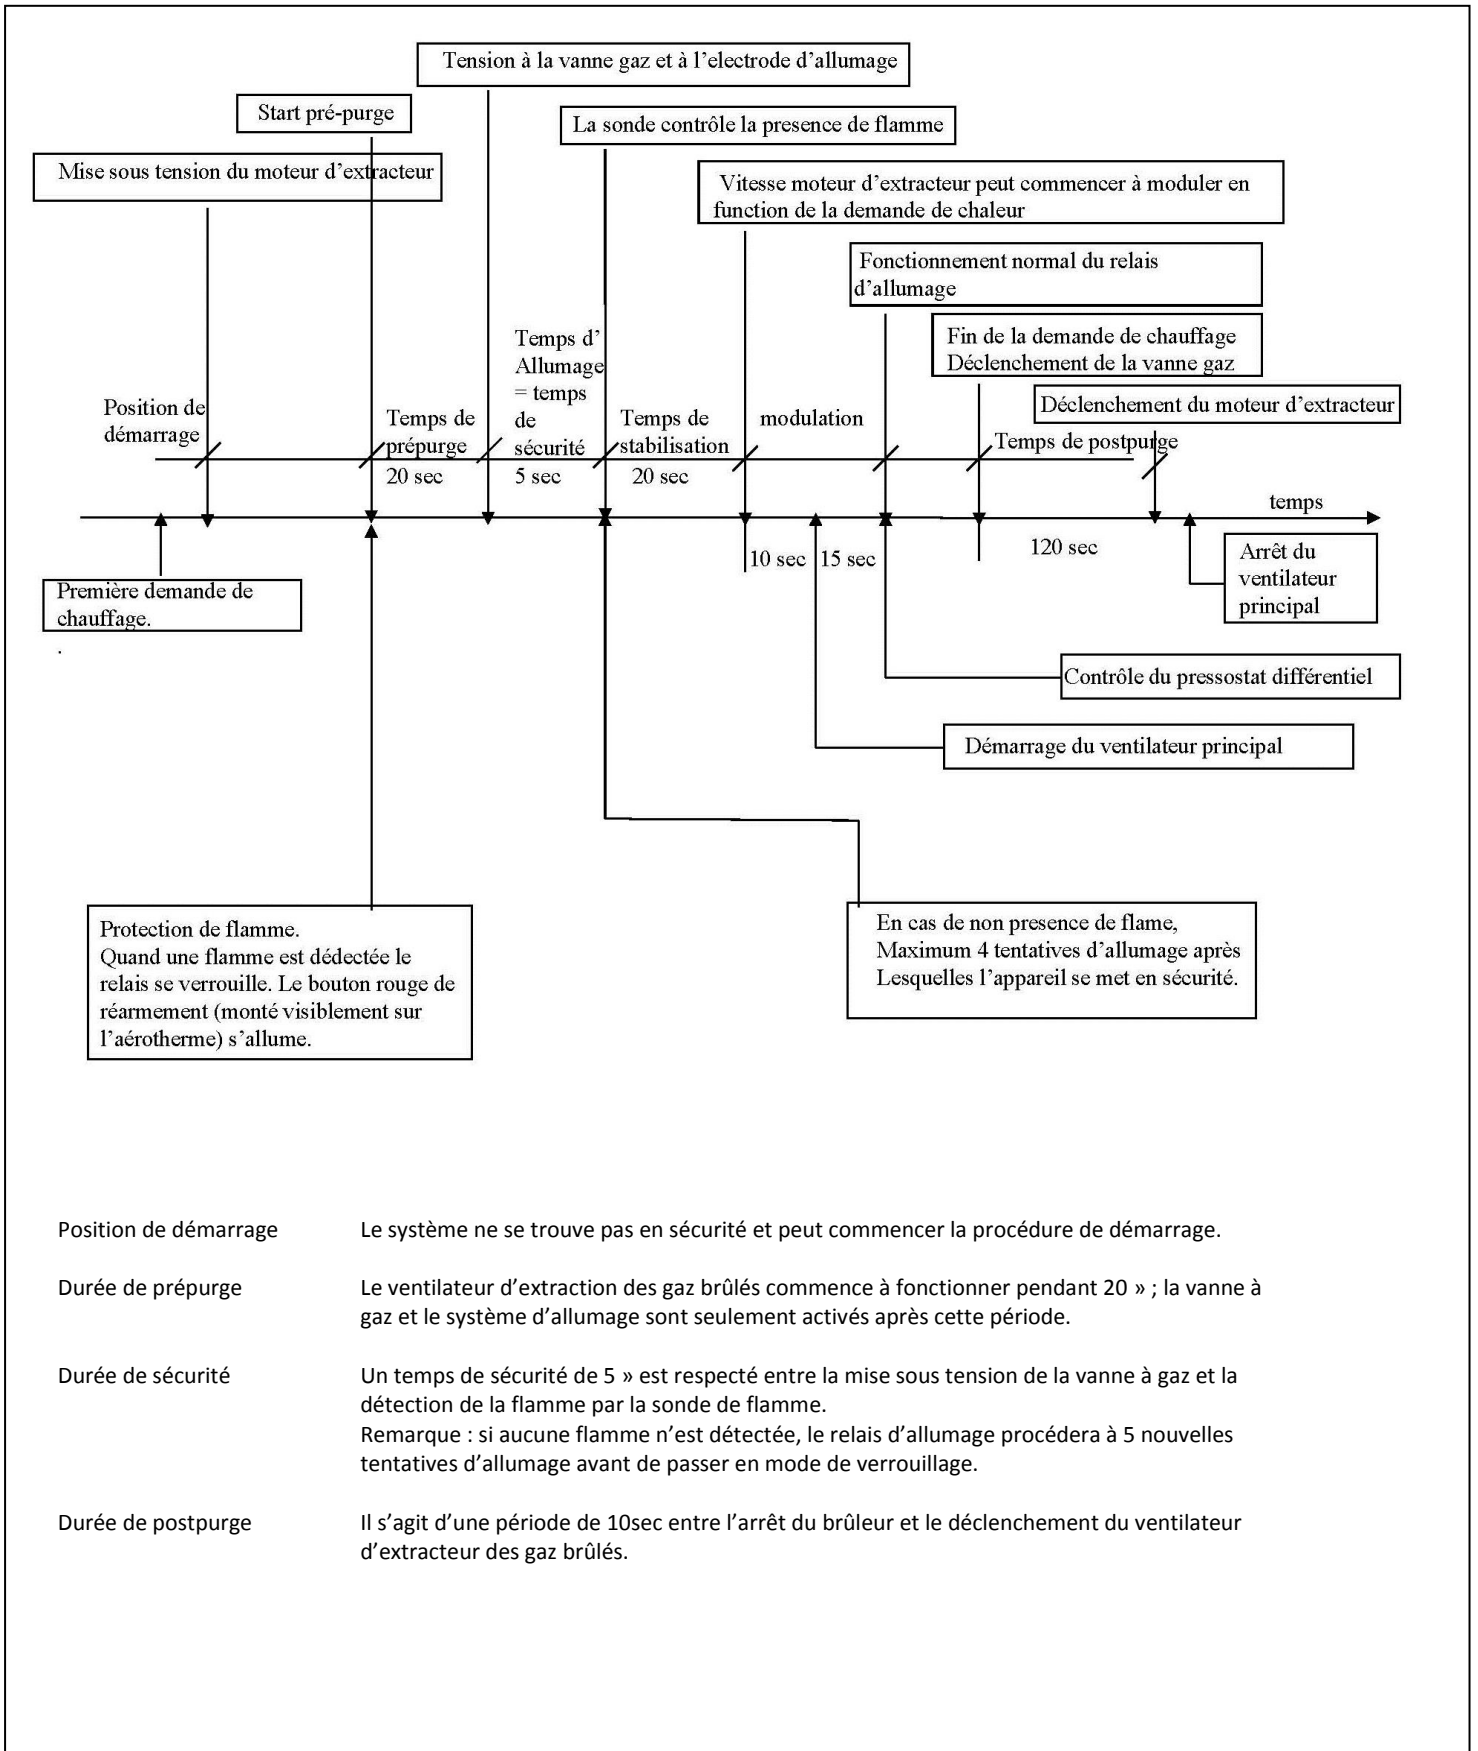 Tension à la vanne gaz et à l'electrode d'allumage
Start pré-purge
La sonde contrôle la presence de flamme
Mise sous tension du moteur d'extracteur
Vitesse moteur d'extracteur peut commencer à moduler en
function de la demande de chaleur
Fonctionnement normal du relais
d'allumage
Fin de la demande de chauffage
Déclenchement de la vanne gaz
Déclenchement du moteur d'extracteur
Position de
démarrage
Temps de
prépurge
20 sec
Temps d'
Allumage
= temps
de
sécurité
5 sec
Temps de
stabilisation
20 sec
modulation
Temps de postpurge
temps
10 sec
15 sec
120 sec
Arrêt du
ventilateur
principal
Première demande de
chauffage.
.
Contrôle du pressostat différentiel
Démarrage du ventilateur principal
Protection de flamme.
Quand une flamme est dédectée le
relais se verrouille. Le bouton rouge de
réarmement (monté visiblement sur
l'aérotherme) s'allume.
En cas de non presence de flame,
Maximum 4 tentatives d'allumage après
Lesquelles l'appareil se met en sécurité.
Position de démarrage Le système ne se trouve pas en sécurité et peut commencer la procédure de démarrage.
Durée de prépurge Le ventilateur d'extraction des gaz brûlés commence à fonctionner pendant 20 » ; la vanne à
gaz et le système d'allumage sont seulement activés après cette période.
Durée de sécurité Un temps de sécurité de 5 » est respecté entre la mise sous tension de la vanne à gaz et la
détection de la flamme par la sonde de flamme.
Remarque : si aucune flamme n'est détectée, le relais d'allumage procédera à 5 nouvelles
tentatives d'allumage avant de passer en mode de verrouillage.
Durée de postpurge Il s'agit d'une période de 10sec entre l'arrêt du brûleur et le déclenchement du ventilateur
d'extracteur des gaz brûlés.